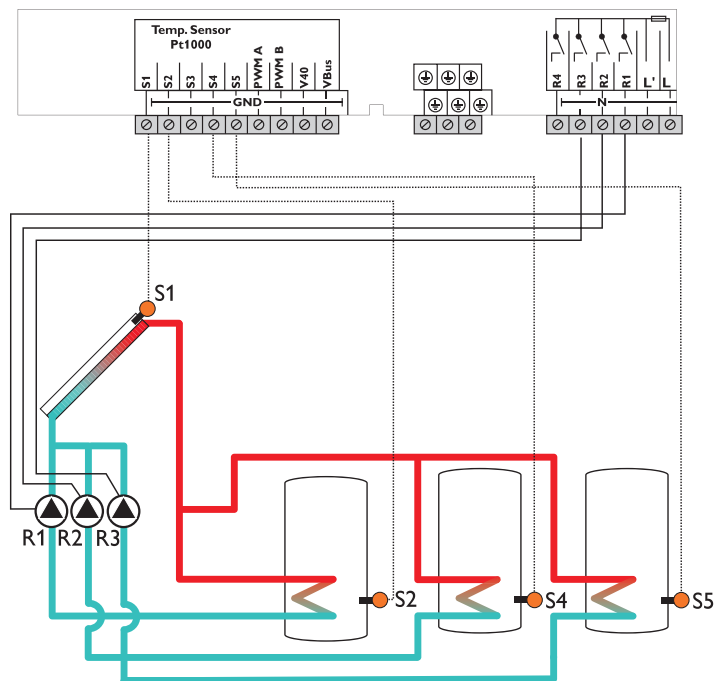 Temp. Sensor
Pt1000
S1
S2
S3
S4
S5
PWM A
PWM B
V40
VBus
GND
R4
R3
R2
R1
L'
L
N
S1
R1
R2
R3
S2
S4
S5